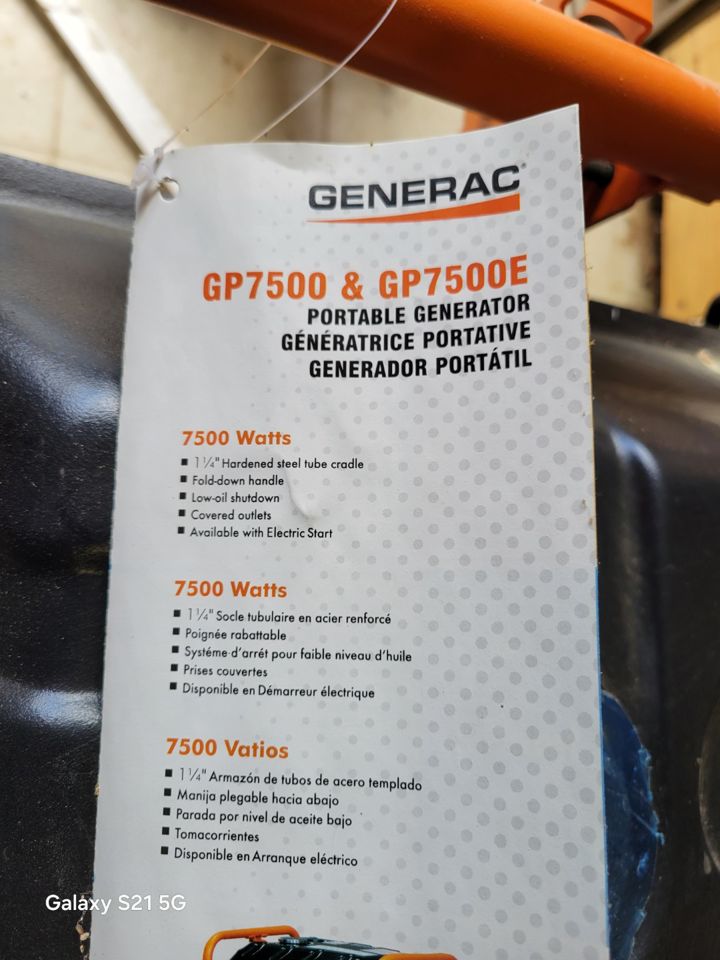 GENERAC
GP7500 & GP7500E
PORTABLE GENERATOR
GÉNÉRATRICE PORTATIVE
GENERADOR PORTÁTIL
7500 Watts
▪ 1 1/4" Hardened steel tube cradle
▪ Fold-down handle
▪ Low-oil shutdown
▪ Covered outlets
▪ Available with Electric Start
7500 Watts
▪ 1 1/4" Socle tubulaire en acier renforcé
▪ Poignée rabattable
▪ Système d'arrét pour faible niveau d'huile
▪ Prises couvertes
▪ Disponible en Démarreur électrique
7500 Vatios
▪ 1 1/4" Armazón de tubos de acero templado
▪ Manija plegable hacia abajo
▪ Parada por nivel de aceite bajo
▪ Tomacorrientes
▪ Disponible en Arranque eléctrico
Galaxy S21 5G